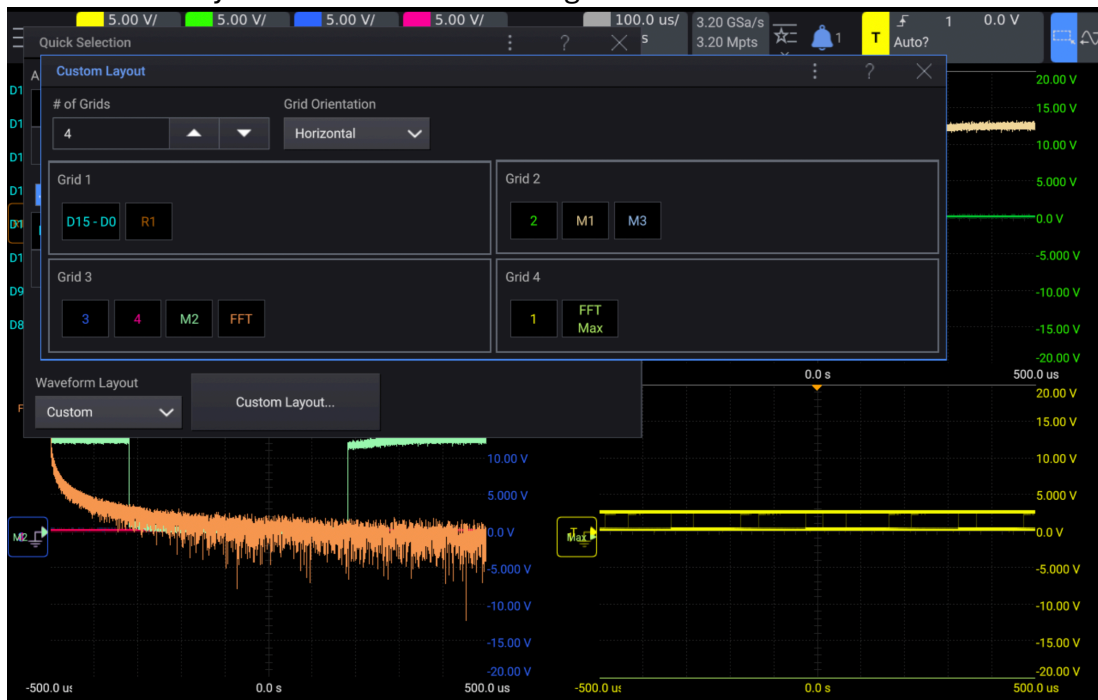 5.00 V/ 5.00 V/ 5.00 V/ 5.00 V/ 100.0 us/ 3.20 GSa/s 1 0.0 V
s 3.20 Mpts 1 T Auto?
Quick Selection ?
Custom Layout ?
# of Grids Grid Orientation
4 Horizontal
Grid 1 Grid 2
D15 - D0 R1 2 M1 M3
Grid 3 Grid 4
3 4 M2 FFT 1 FFT
Max
Waveform Layout
Custom Custom Layout...
D1
D1
D1
D1
D1
D1
D9
D8
20.00 V
15.00 V
10.00 V
5.000 V
0.0 V
-5.000 V
-10.00 V
-15.00 V
-20.00 V
0.0 s 500.0 us
20.00 V
15.00 V
10.00 V 10.00 V
5.000 V 5.000 V
M2 0.0 V Max 0.0 V
-5.000 V -5.000 V
-10.00 V -10.00 V
-15.00 V -15.00 V
-20.00 V -20.00 V
-500.0 us 0.0 s 500.0 us -500.0 us 0.0 s 500.0 us